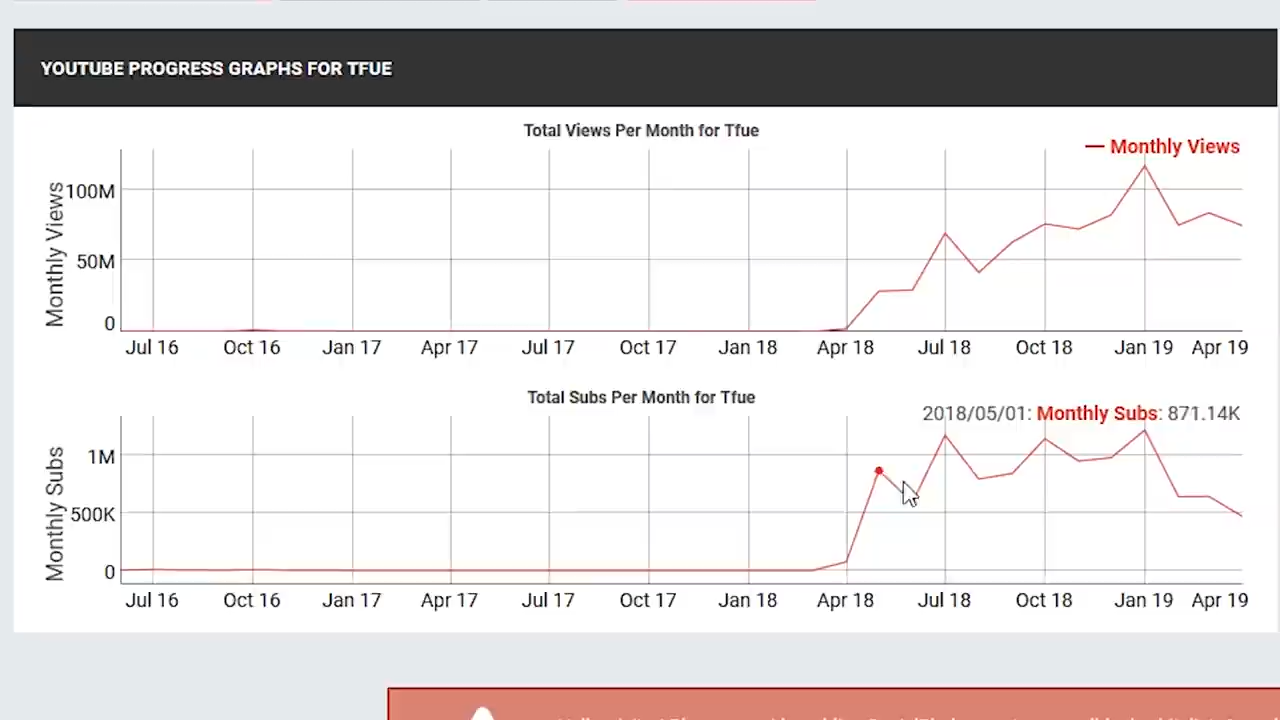 YOUTUBE PROGRESS GRAPHS FOR TFUE
Total Views Per Month for Tfue
Monthly Views
Monthly Views
100M
50M
0
Jul 16 Oct 16 Jan 17 Apr 17 Jul 17 Oct 17 Jan 18 Apr 18 Jul 18 Oct 18 Jan 19 Apr 19
Total Subs Per Month for Tfue
2018/05/01: Monthly Subs: 871.14K
Monthly Subs
1M
500K
0
Jul 16 Oct 16 Jan 17 Apr 17 Jul 17 Oct 17 Jan 18 Apr 18 Jul 18 Oct 18 Jan 19 Apr 19